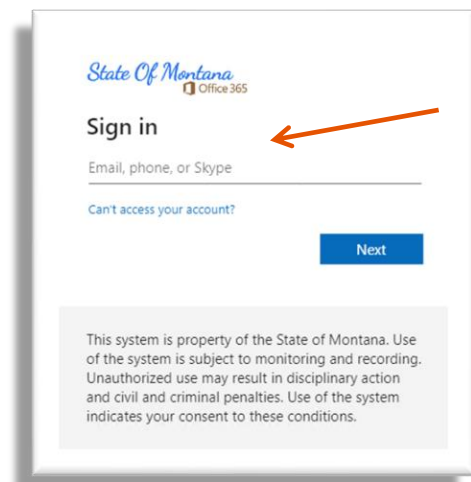 State Of Montana
Office 365
Sign in
Email, phone, or Skype
Can't access your account?
Next
This system is property of the State of Montana. Use
of the system is subject to monitoring and recording.
Unauthorized use may result in disciplinary action
and civil and criminal penalties. Use of the system
indicates your consent to these conditions.